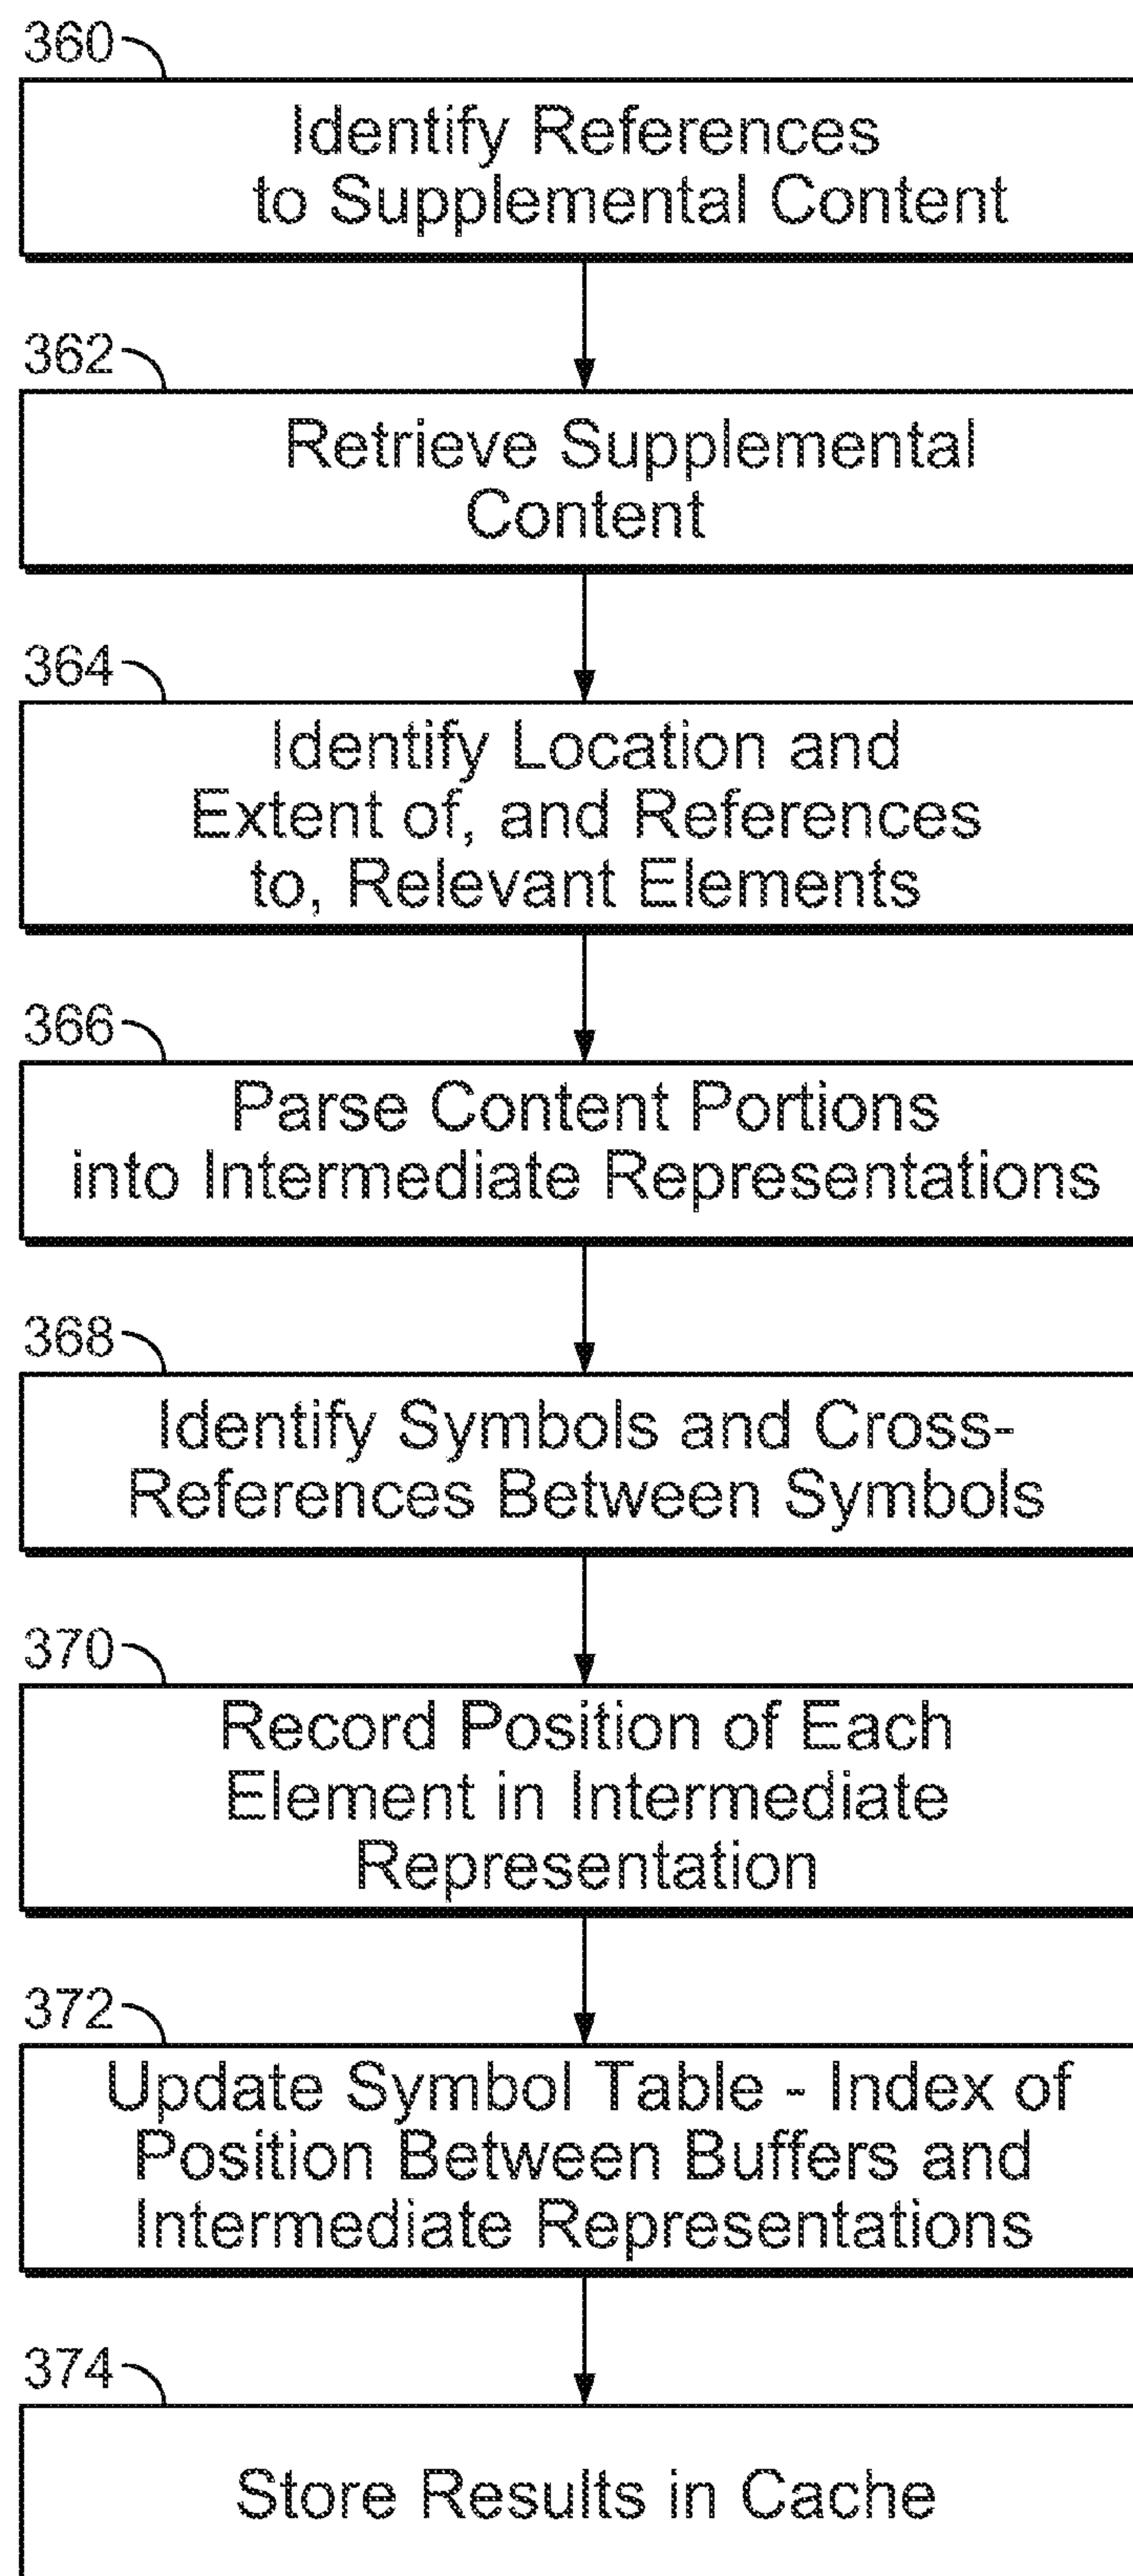 360
Identify References
to Supplemental Content
362
Retrieve Supplemental
Content
364
Identify Location and
Extent of, and References
to, Relevant Elements
366
Parse Content Portions
into Intermediate Representations
368
Identify Symbols and Cross-
References Between Symbols
370
Record Position of Each
Element in Intermediate
Representation
372
Update Symbol Table - Index of
Position Between Buffers and
Intermediate Representations
374
Store Results in Cache